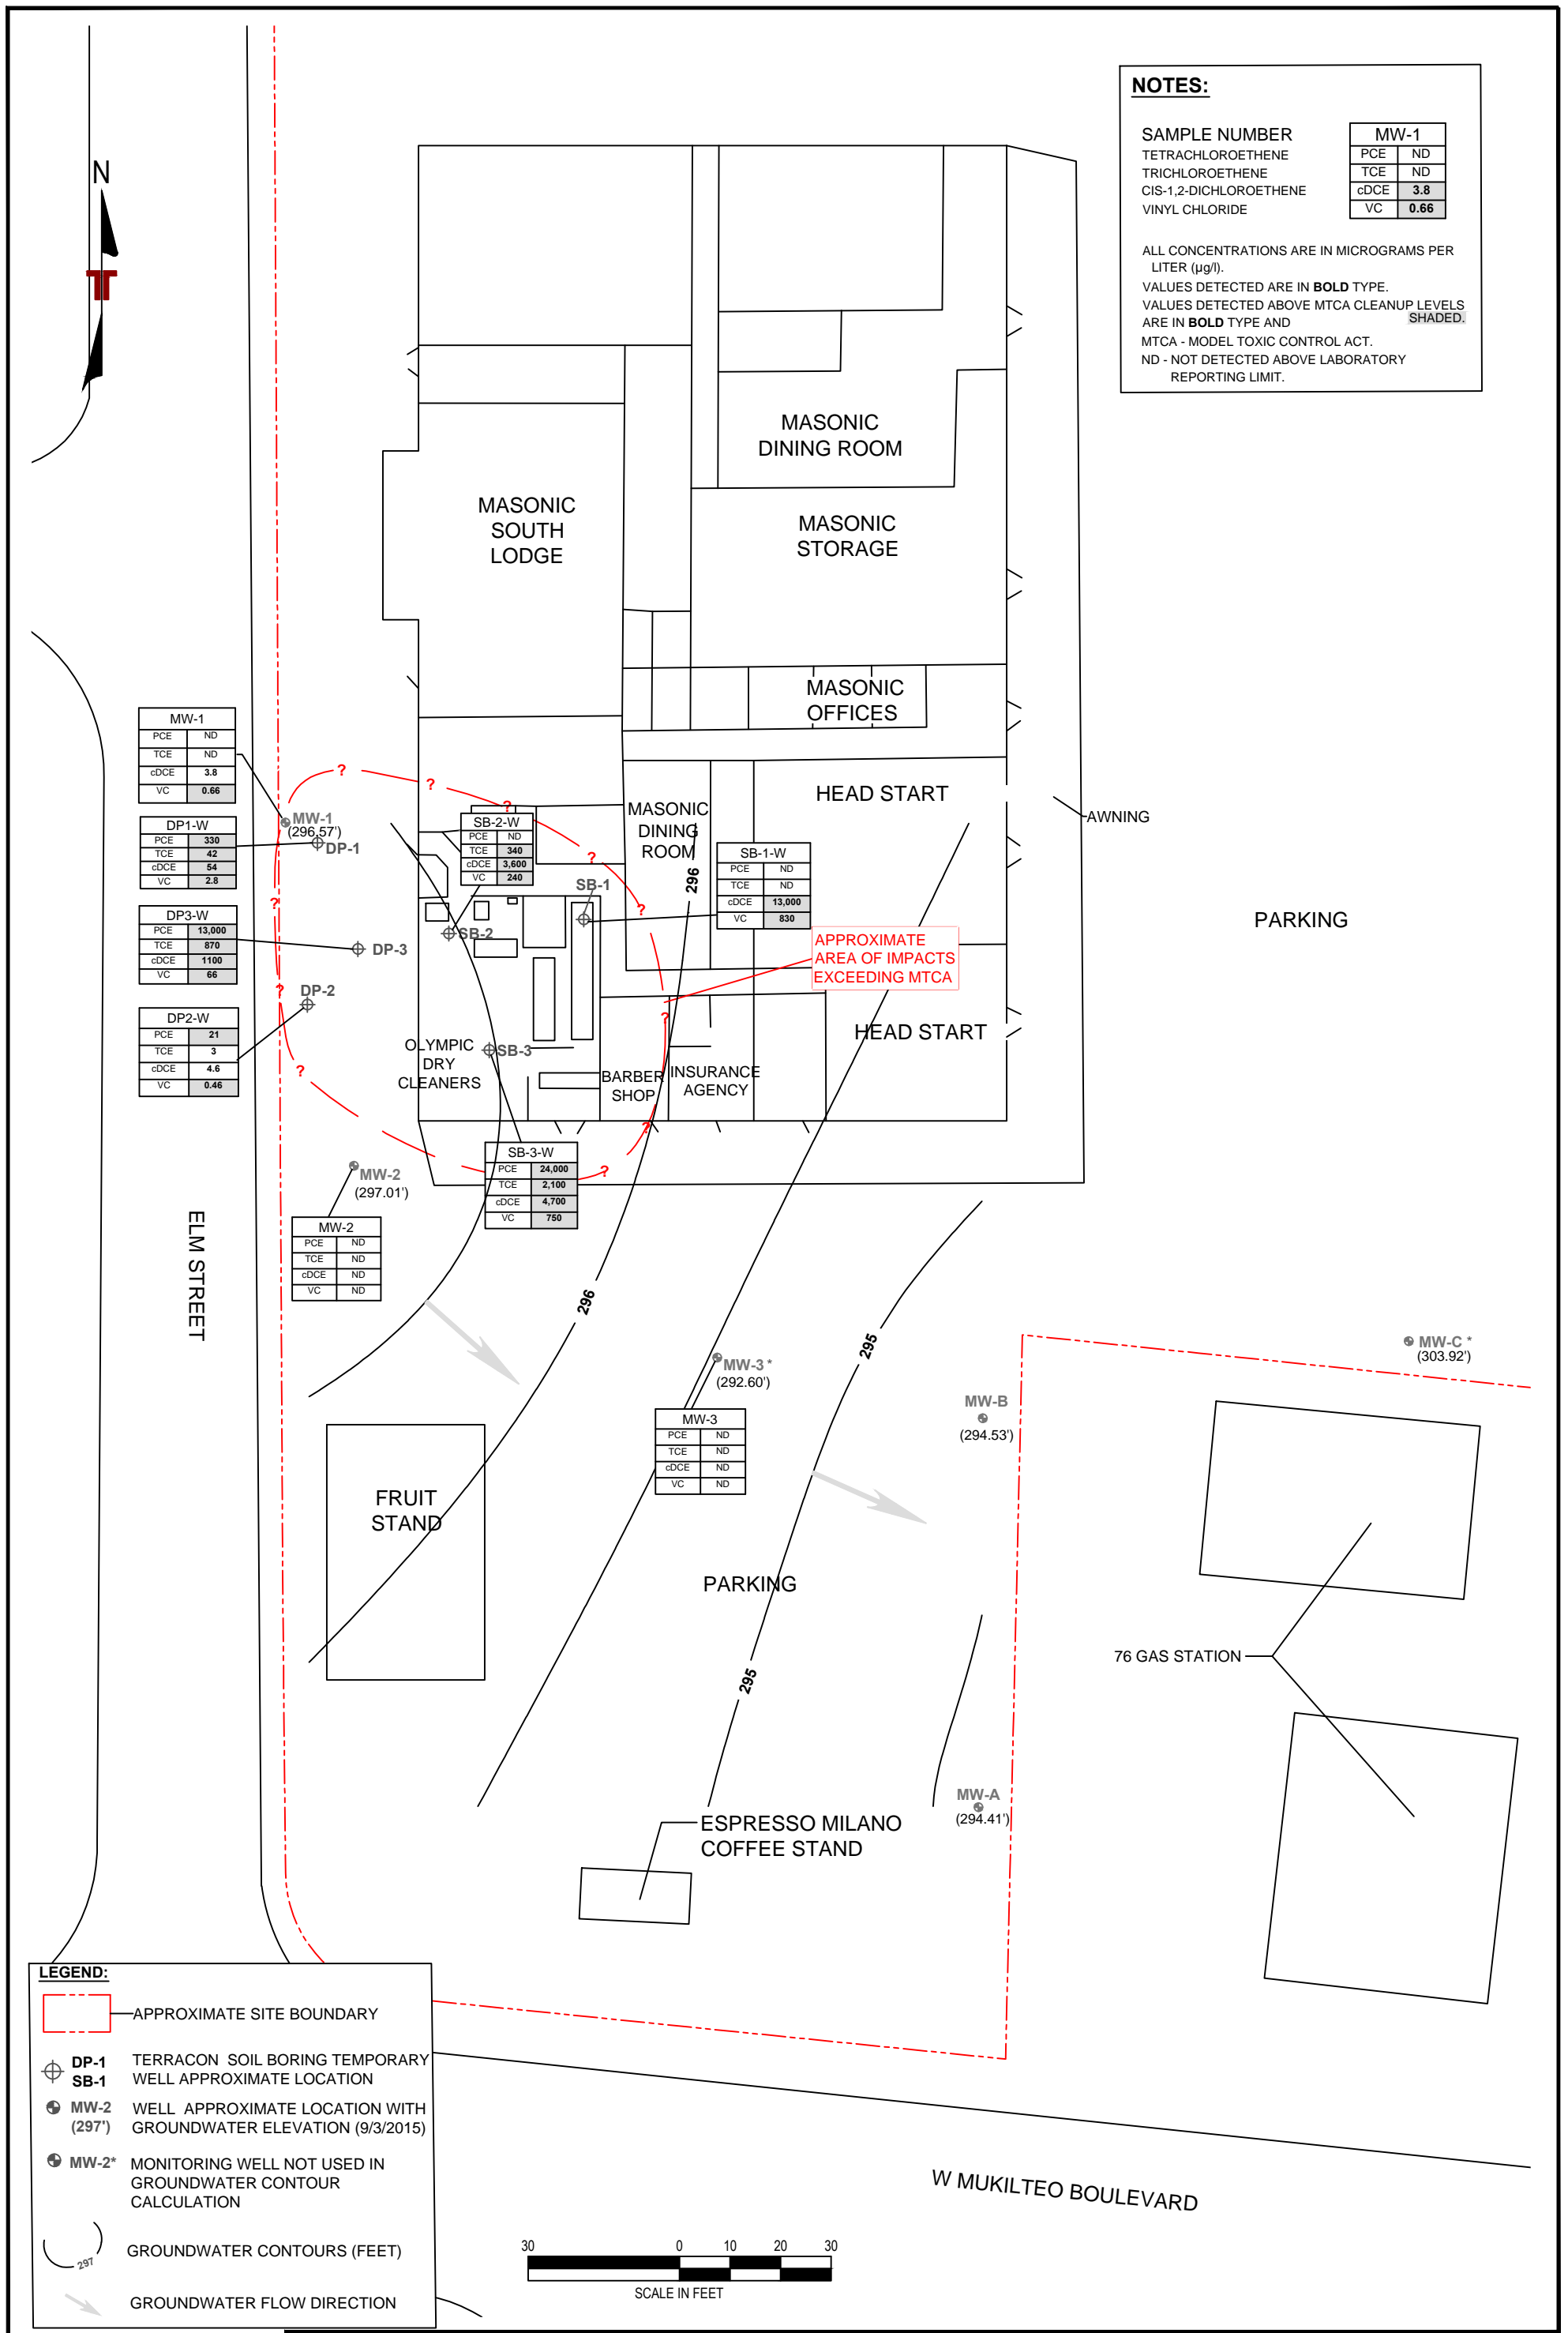 NOTES:
SAMPLE NUMBER
TETRACHLOROETHENE
TRICHLOROETHENE
CIS-1,2-DICHLOROETHENE
VINYL CHLORIDE
MW-1
PCE ND
TCE ND
cDCE 3.8
VC 0.66
ALL CONCENTRATIONS ARE IN MICROGRAMS PER
LITER (µg/l).
VALUES DETECTED ARE IN BOLD TYPE.
VALUES DETECTED ABOVE MTCA CLEANUP LEVELS
ARE IN BOLD TYPE AND SHADED.
MTCA - MODEL TOXIC CONTROL ACT.
ND - NOT DETECTED ABOVE LABORATORY
REPORTING LIMIT.
N
MASONIC
DINING ROOM
MASONIC
SOUTH
LODGE
MASONIC
STORAGE
MASONIC
OFFICES
MW-1
PCE ND
TCE ND
cDCE 3.8
VC 0.66
MW-1
(296.57')
DP-1
DP1-W
PCE 330
TCE 42
cDCE 54
VC 2.8
DP3-W
PCE 13,000
TCE 870
cDCE 1100
VC 66
DP-3
DP-2
DP2-W
PCE 21
TCE 3
cDCE 4.6
VC 0.46
? ? ? ? ? ? ? ? ? ? ?
SB-2-W
PCE ND
TCE 340
cDCE 3,600
VC 240
SB-2
SB-1
MASONIC
DINING
ROOM
296
HEAD START
AWNING
SB-1-W
PCE ND
TCE ND
cDCE 13,000
VC 830
APPROXIMATE
AREA OF IMPACTS
EXCEEDING MTCA
PARKING
HEAD START
OLYMPIC
DRY
CLEANERS
SB-3
BARBER
SHOP
INSURANCE
AGENCY
SB-3-W
PCE 24,000
TCE 2,100
cDCE 4,700
VC 750
MW-2
(297.01')
MW-2
PCE ND
TCE ND
cDCE ND
VC ND
ELM STREET
296
295
MW-3 *
(292.60')
MW-3
PCE ND
TCE ND
cDCE ND
VC ND
MW-C *
(303.92')
MW-B
(294.53')
FRUIT
STAND
PARKING
295
76 GAS STATION
MW-A
(294.41')
ESPRESSO MILANO
COFFEE STAND
LEGEND:
APPROXIMATE SITE BOUNDARY
DP-1
SB-1
TERRACON SOIL BORING TEMPORARY
WELL APPROXIMATE LOCATION
MW-2
(297')
WELL APPROXIMATE LOCATION WITH
GROUNDWATER ELEVATION (9/3/2015)
MW-2*
MONITORING WELL NOT USED IN
GROUNDWATER CONTOUR
CALCULATION
297
GROUNDWATER CONTOURS (FEET)
GROUNDWATER FLOW DIRECTION
30 0 10 20 30
SCALE IN FEET
W MUKILTEO BOULEVARD